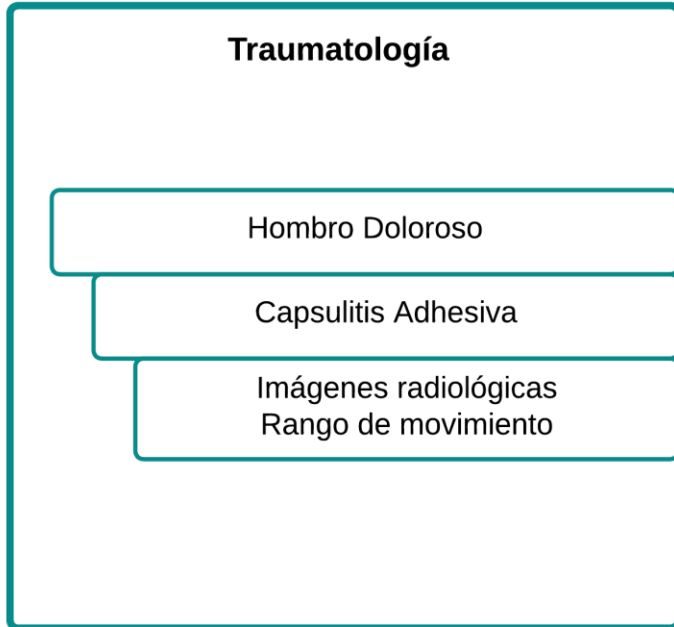 Traumatología
Hombro Doloroso
Capsulitis Adhesiva
Imágenes radiológicas
Rango de movimiento